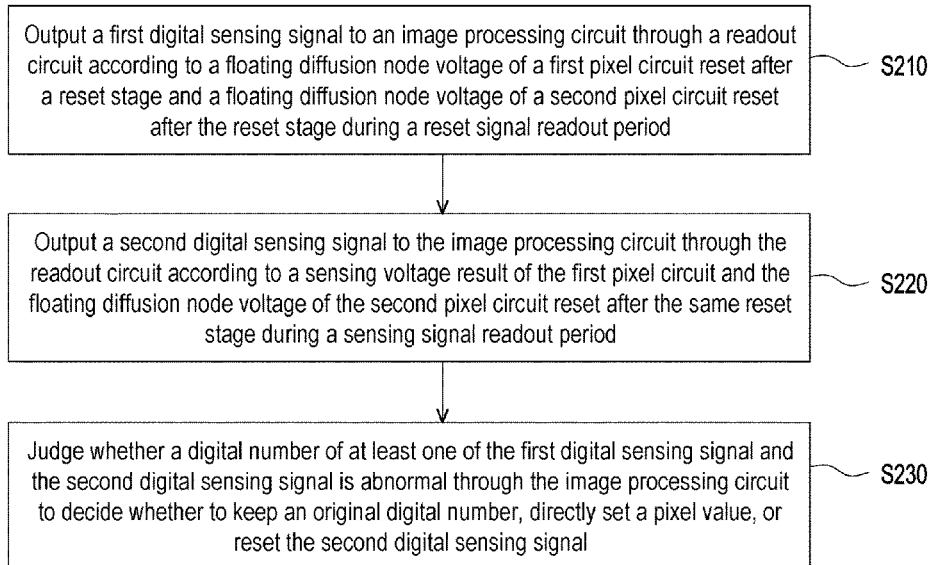 Output a first digital sensing signal to an image processing circuit through a readout
circuit according to a floating diffusion node voltage of a first pixel circuit reset after
a reset stage and a floating diffusion node voltage of a second pixel circuit reset
after the reset stage during a reset signal readout period
S210
Output a second digital sensing signal to the image processing circuit through the
readout circuit according to a sensing voltage result of the first pixel circuit and the
floating diffusion node voltage of the second pixel circuit reset after the same reset
stage during a sensing signal readout period
S220
Judge whether a digital number of at least one of the first digital sensing signal and
the second digital sensing signal is abnormal through the image processing circuit
to decide whether to keep an original digital number, directly set a pixel value, or
reset the second digital sensing signal
S230